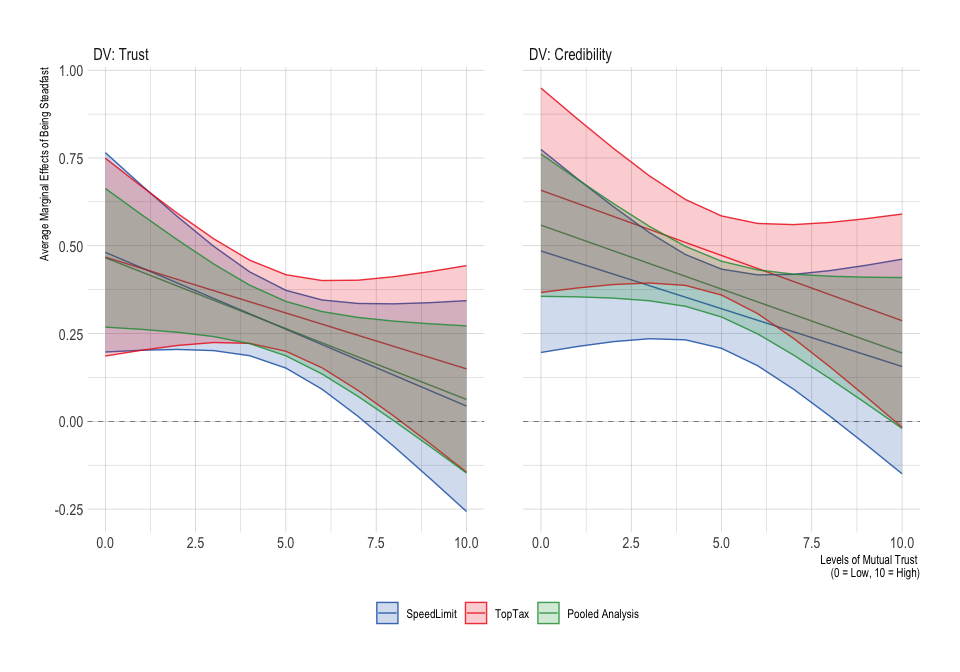 DV: Trust
DV: Credibility
Average Marginal Effects of Being Steadfast
1.00
0.75
0.50
0.25
0.00
-0.25
0.0 2.5 5.0 7.5 10.0
0.0 2.5 5.0 7.5 10.0
Levels of Mutual Trust
(0 = Low, 10 = High)
SpeedLimit TopTax Pooled Analysis